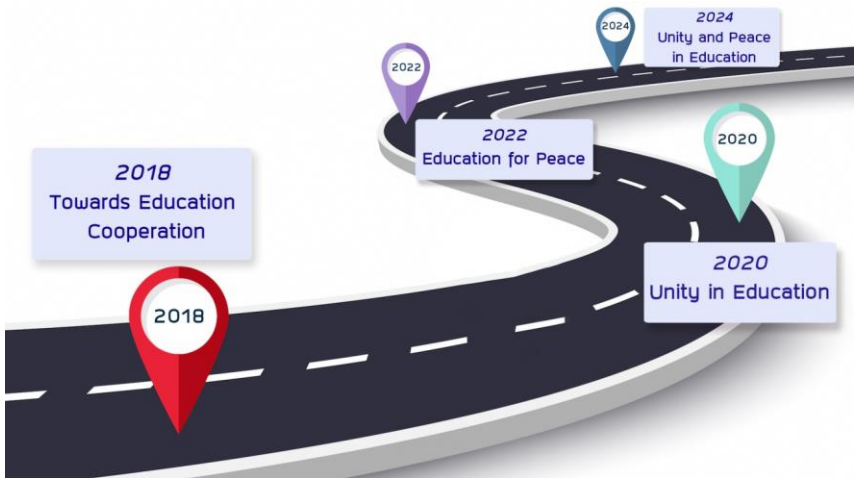 2018
Towards Education
Cooperation
2018
2020
2020
Unity in Education
2022
2022
Education for Peace
2024
2024
Unity and Peace
in Education